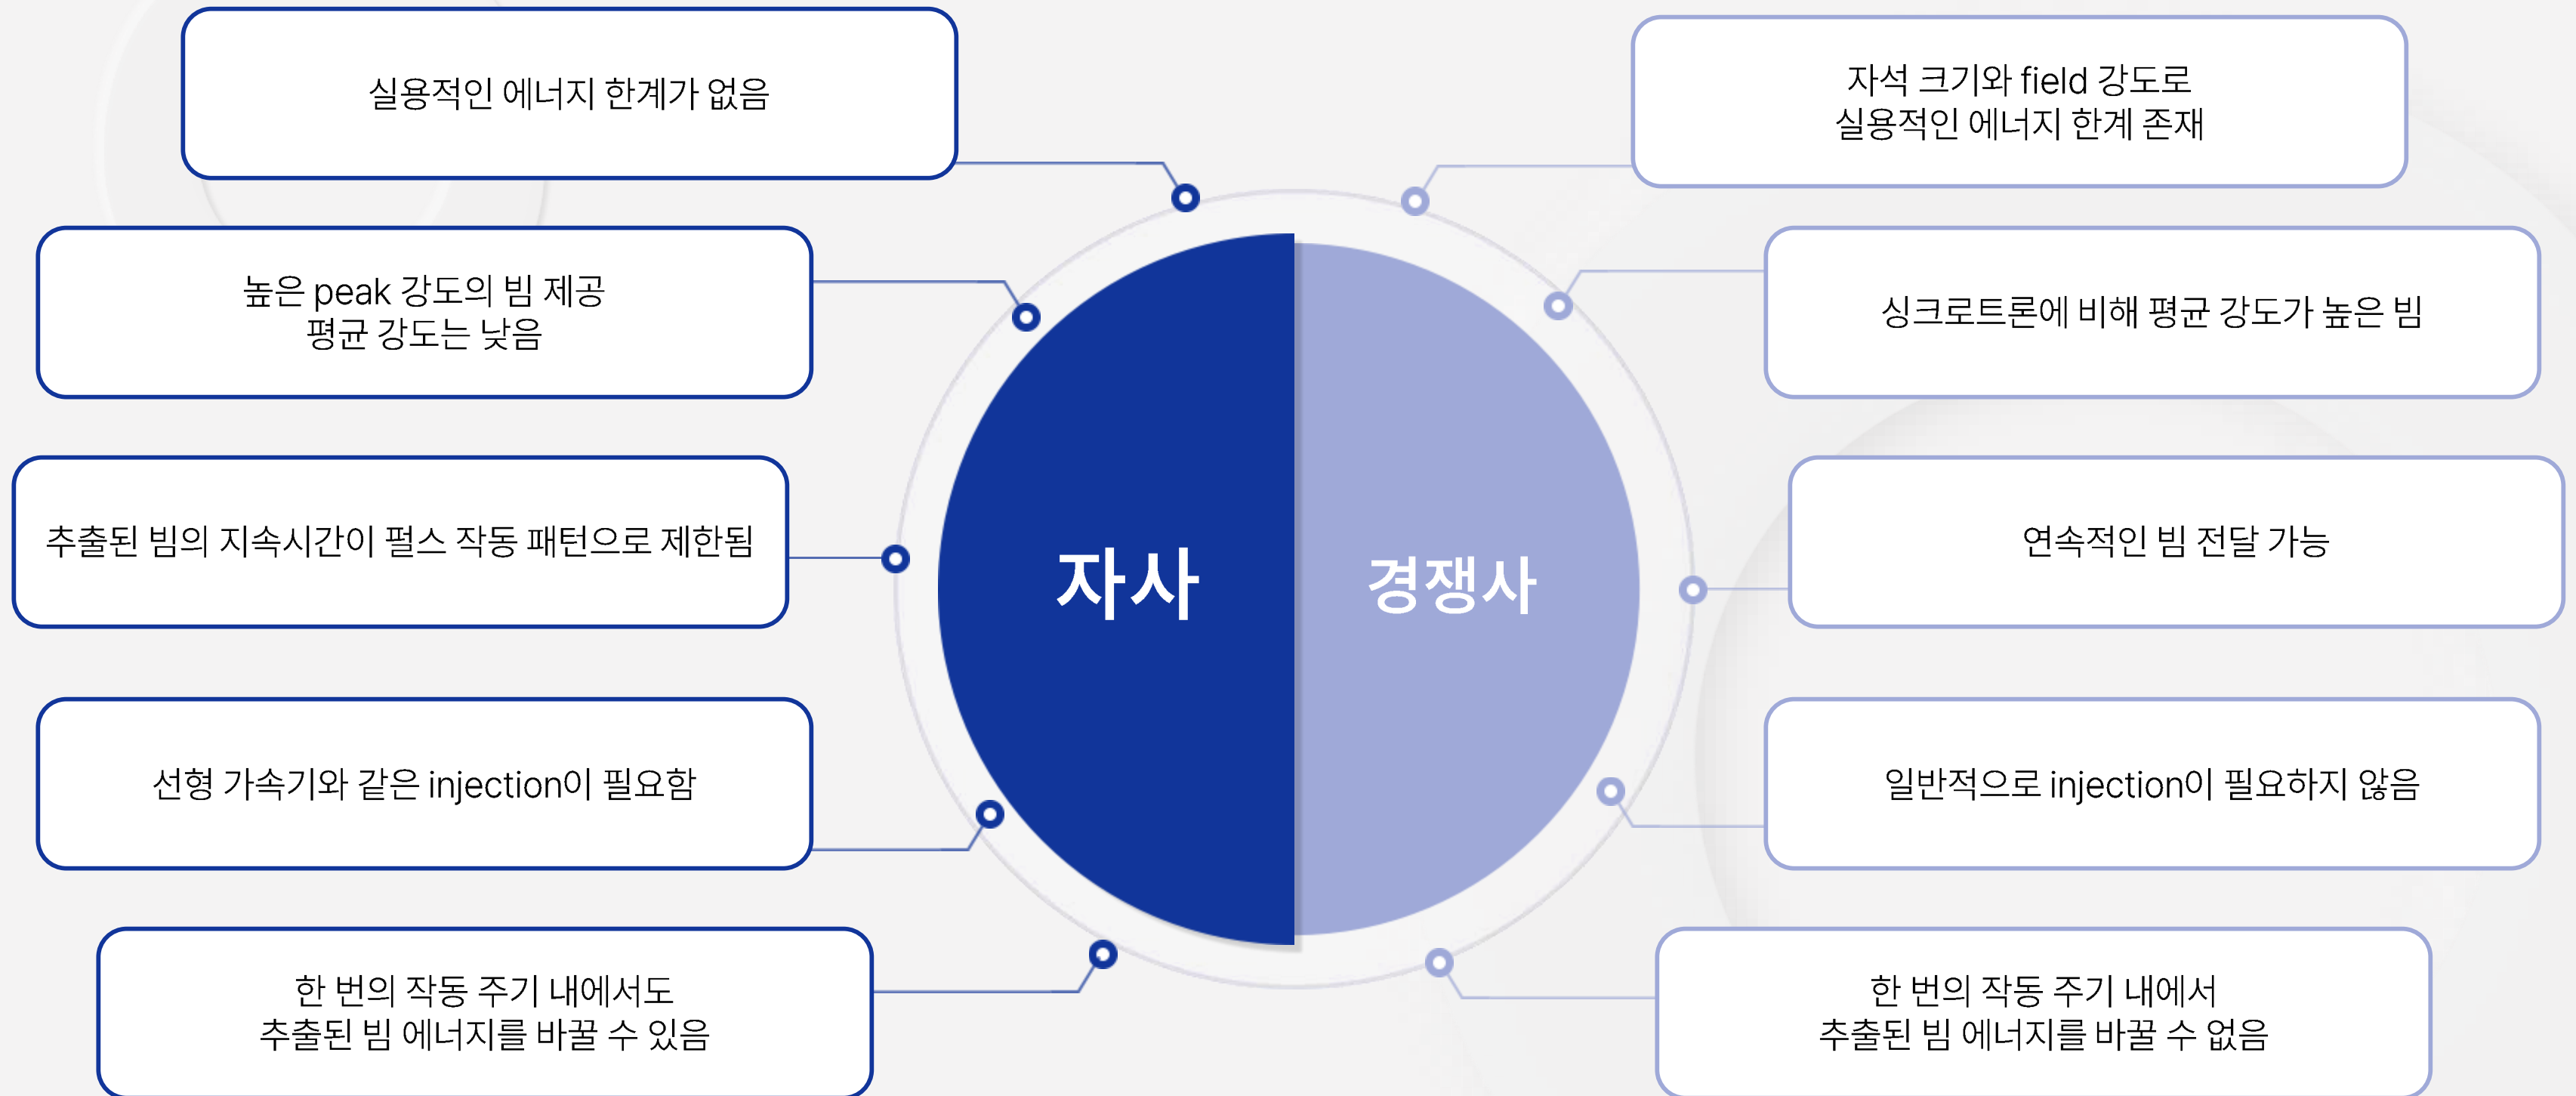 실용적인 에너지 한계가 없음
높은 peak 강도의 빔 제공
평균 강도는 낮음
추출된 빔의 지속시간이 펄스 작동 패턴으로 제한됨
선형 가속기와 같은 injection이 필요함
한 번의 작동 주기 내에서도
추출된 빔 에너지를 바꿀 수 있음
자사
경쟁사
자석 크기와 field 강도로
실용적인 에너지 한계 존재
싱크로트론에 비해 평균 강도가 높은 빔
연속적인 빔 전달 가능
일반적으로 injection이 필요하지 않음
한 번의 작동 주기 내에서
추출된 빔 에너지를 바꿀 수 없음